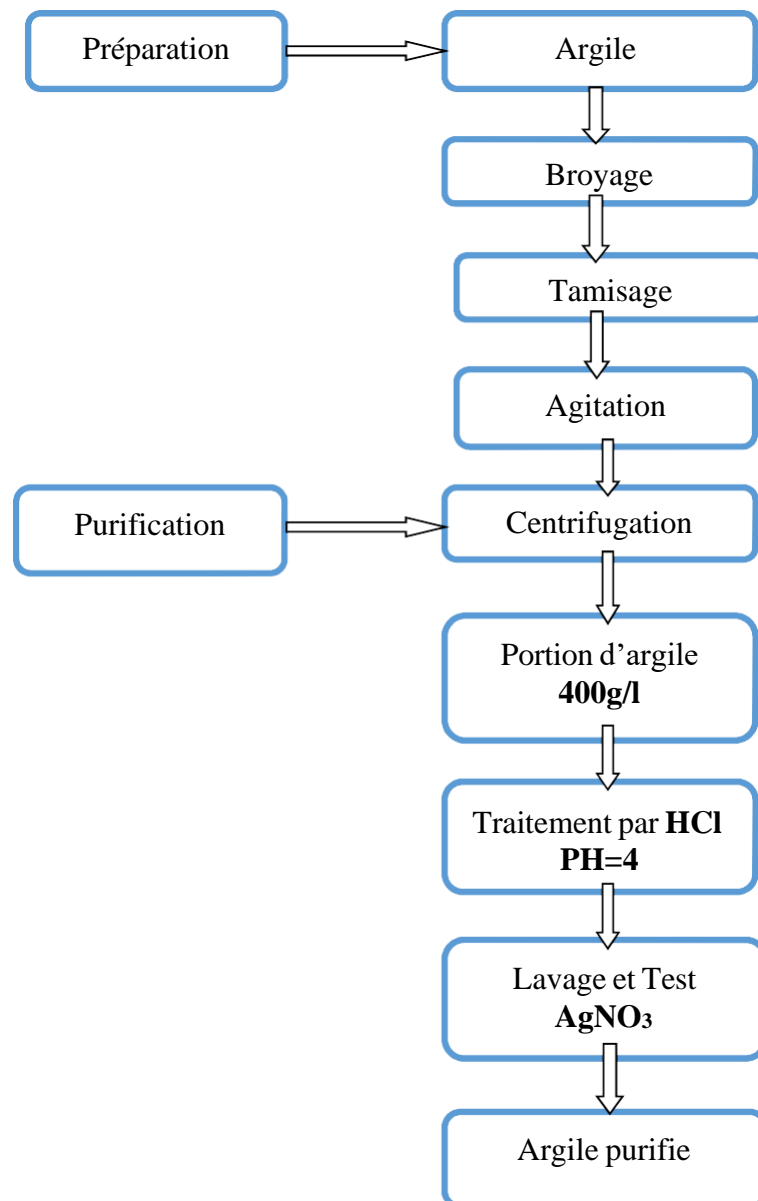 Préparation
Argile
Broyage
Tamisage
Agitation
Purification
Centrifugation
Portion d’argile
400g/l
Traitement par HCl
PH=4
Lavage et Test
AgNO₃
Argile purifie